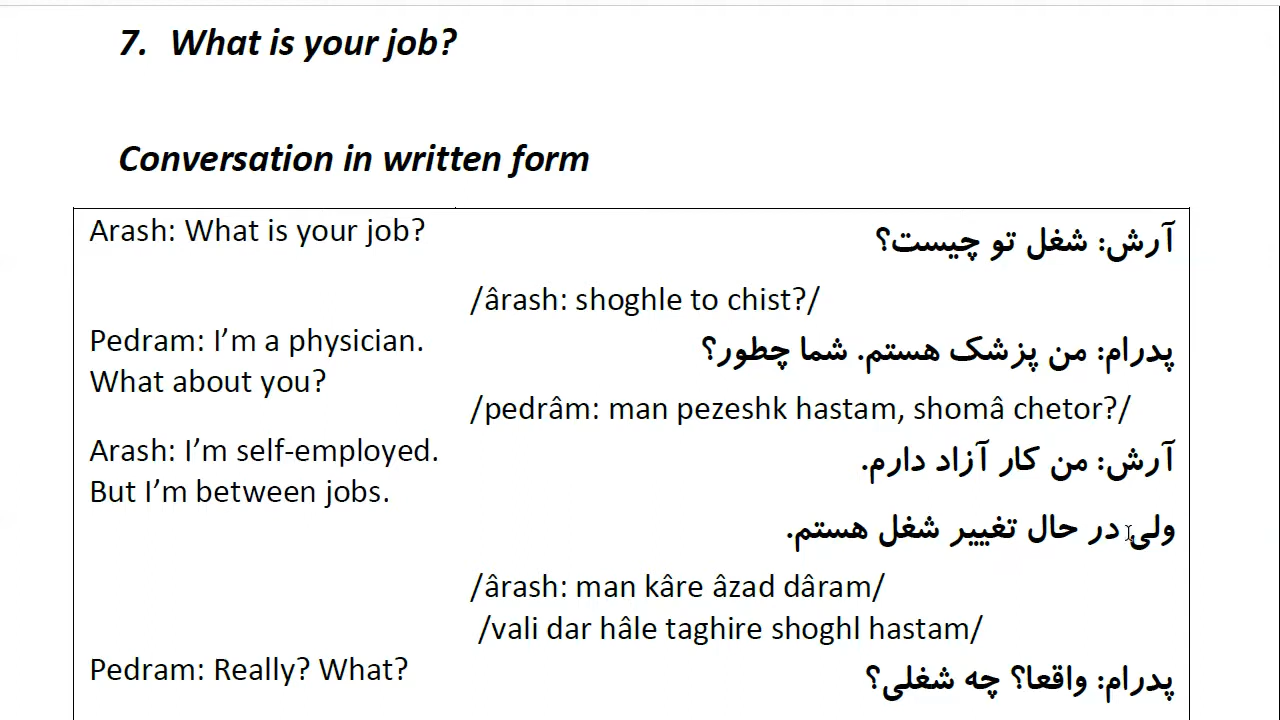 7. What is your job?
Conversation in written form
Arash: What is your job?
آرش: شغل تو چیست؟
/ârash: shoghle to chist?/
Pedram: I’m a physician.
What about you?
پدرام: من پزشک هستم. شما چطور؟
/pedrâm: man pezeshk hastam, shomâ chetor?/
Arash: I’m self-employed.
But I’m between jobs.
آرش: من کار آزاد دارم.
ولی در حال تغییر شغل هستم.
/ârash: man kâre âzad dâram/
/vali dar hâle taghire shoghl hastam/
Pedram: Really? What?
پدرام: واقعا؟ چه شغلی؟